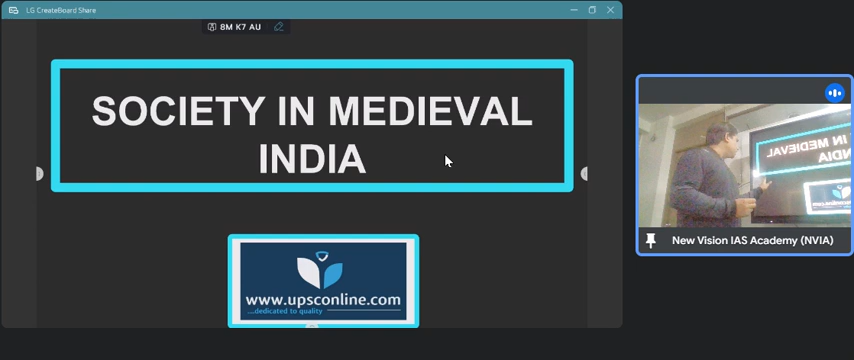 LG CreateBoard Share
8M K7 AU
SOCIETY IN MEDIEVAL
INDIA
www.upsconline.com
....dedicated to quality
New Vision IAS Academy (NVIA)